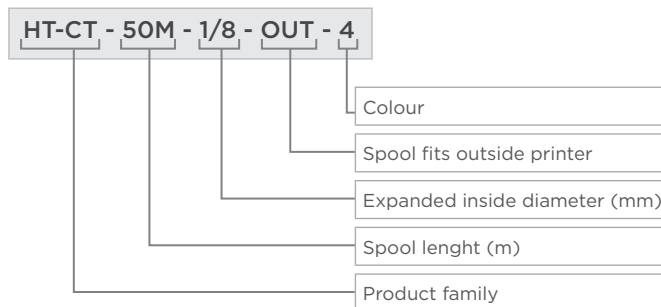 HT-CT - 50M - 1/8 - OUT - 4
Colour
Spool fits outside printer
Expanded inside diameter (mm)
Spool lenght (m)
Product family